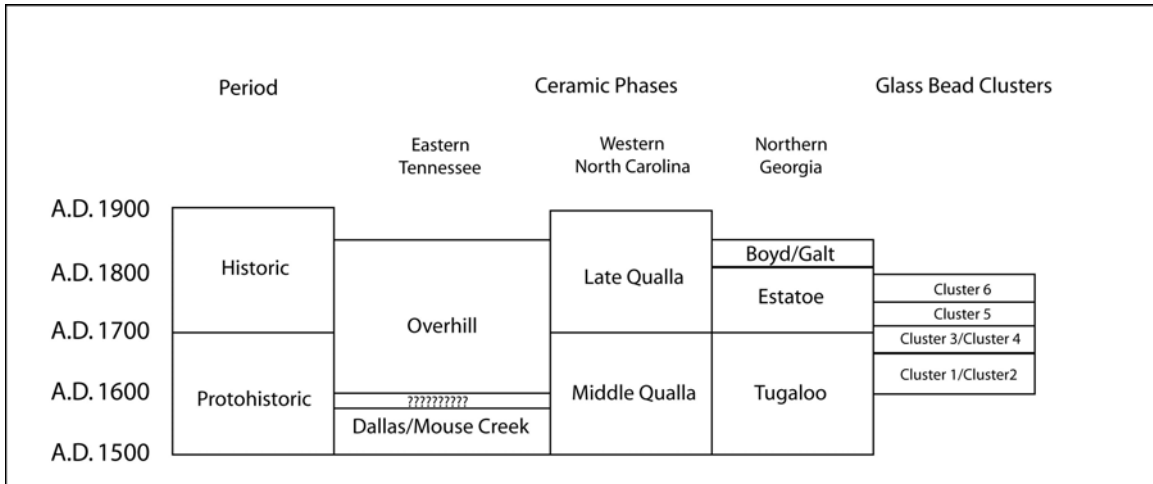 Period
Ceramic Phases
Glass Bead Clusters
Eastern
Tennessee
Western
North Carolina
Northern
Georgia
A.D. 1900
A.D. 1800
A.D. 1700
A.D. 1600
A.D. 1500
Historic
Protohistoric
Overhill
??????????
Dallas/Mouse Creek
Late Qualla
Middle Qualla
Boyd/Galt
Estatoe
Tugaloo
Cluster 6
Cluster 5
Cluster 3/Cluster 4
Cluster 1/Cluster2